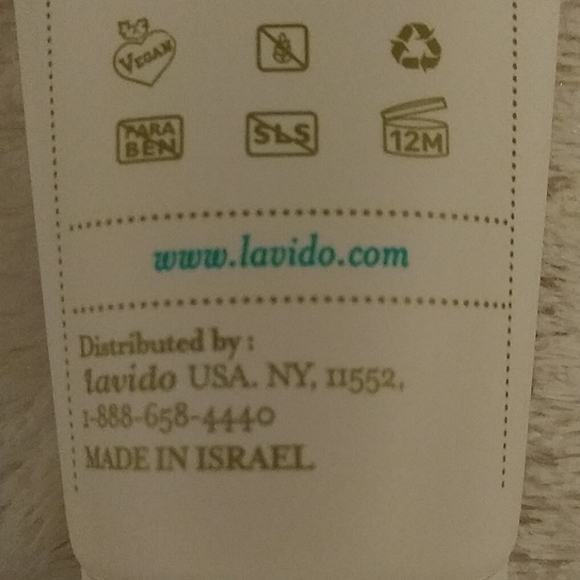 VEGAN
PARA
BEN
SLS
12M
www.lavido.com
Distributed by :
lavido USA. NY, 11552,
1-888-658-4440
MADE IN ISRAEL